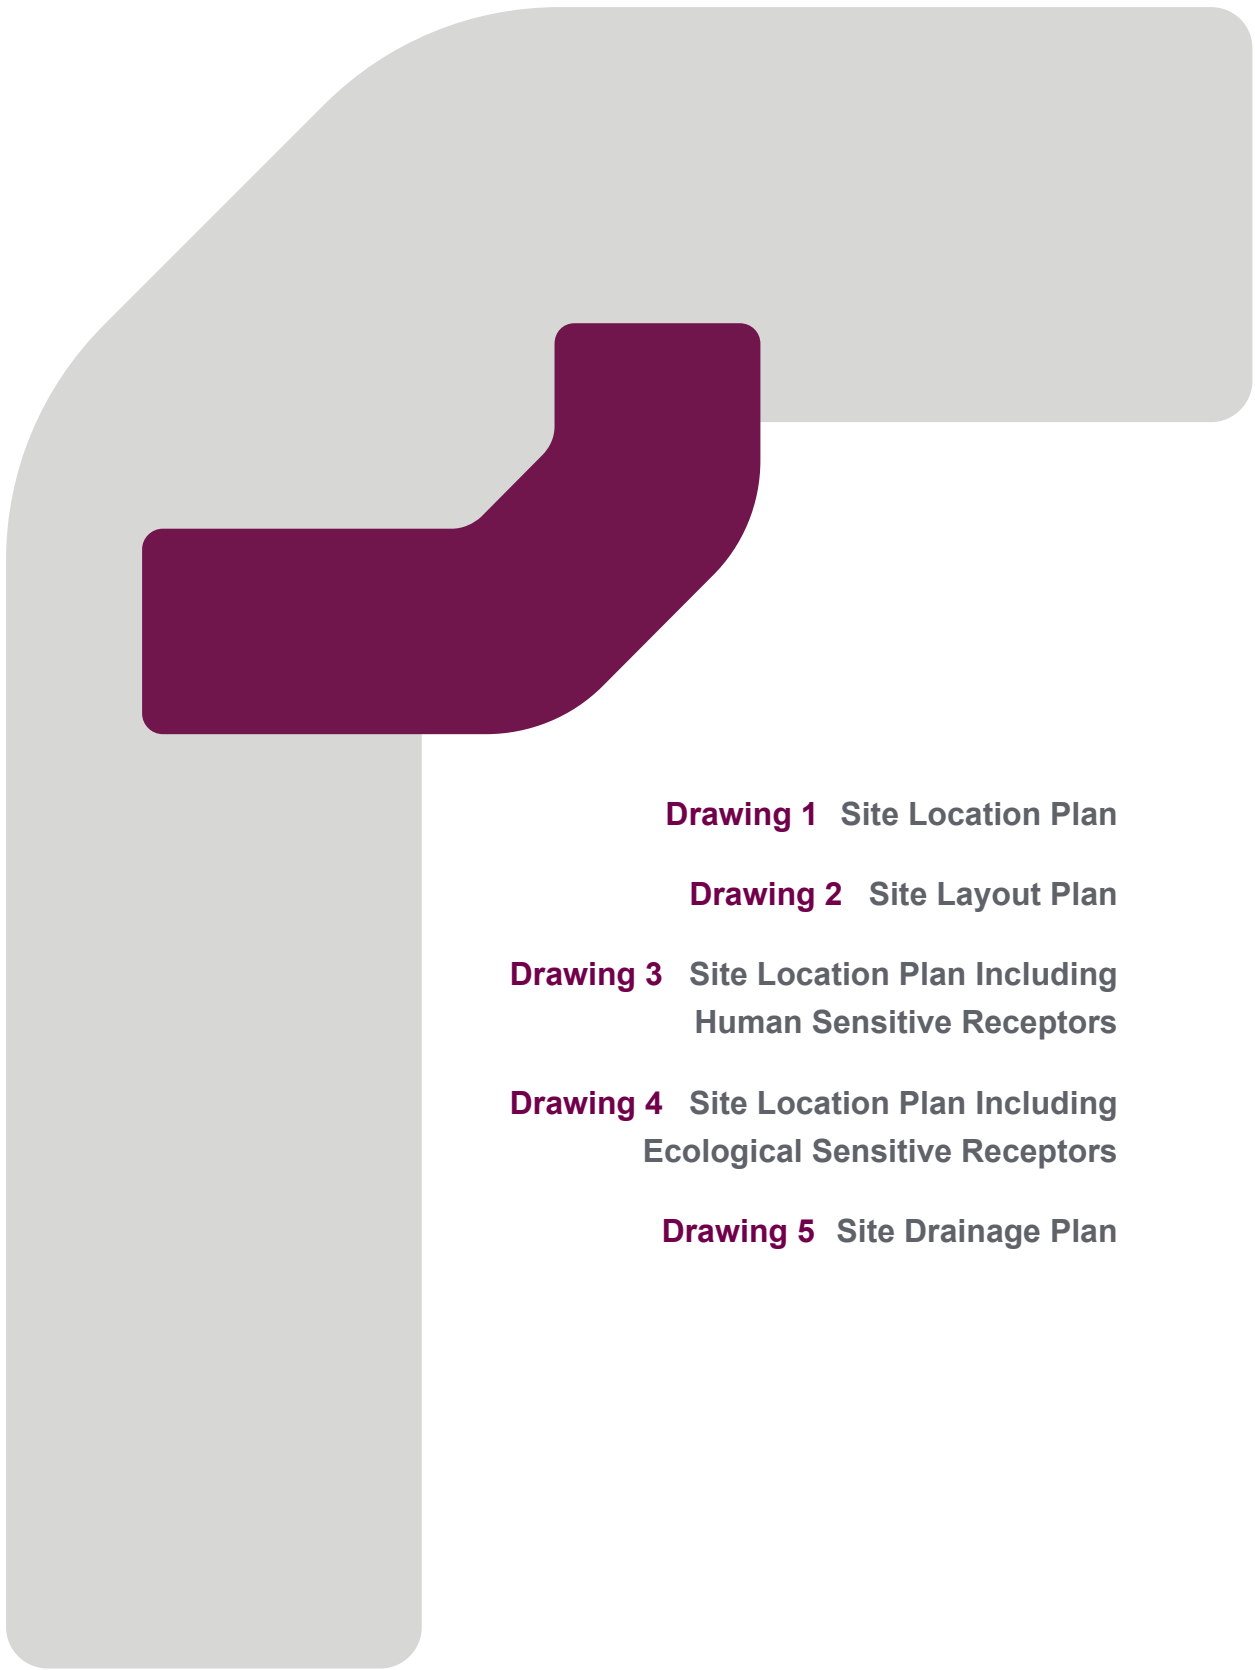 Drawing 1 Site Location Plan
Drawing 2 Site Layout Plan
Drawing 3 Site Location Plan Including
Human Sensitive Receptors
Drawing 4 Site Location Plan Including
Ecological Sensitive Receptors
Drawing 5 Site Drainage Plan